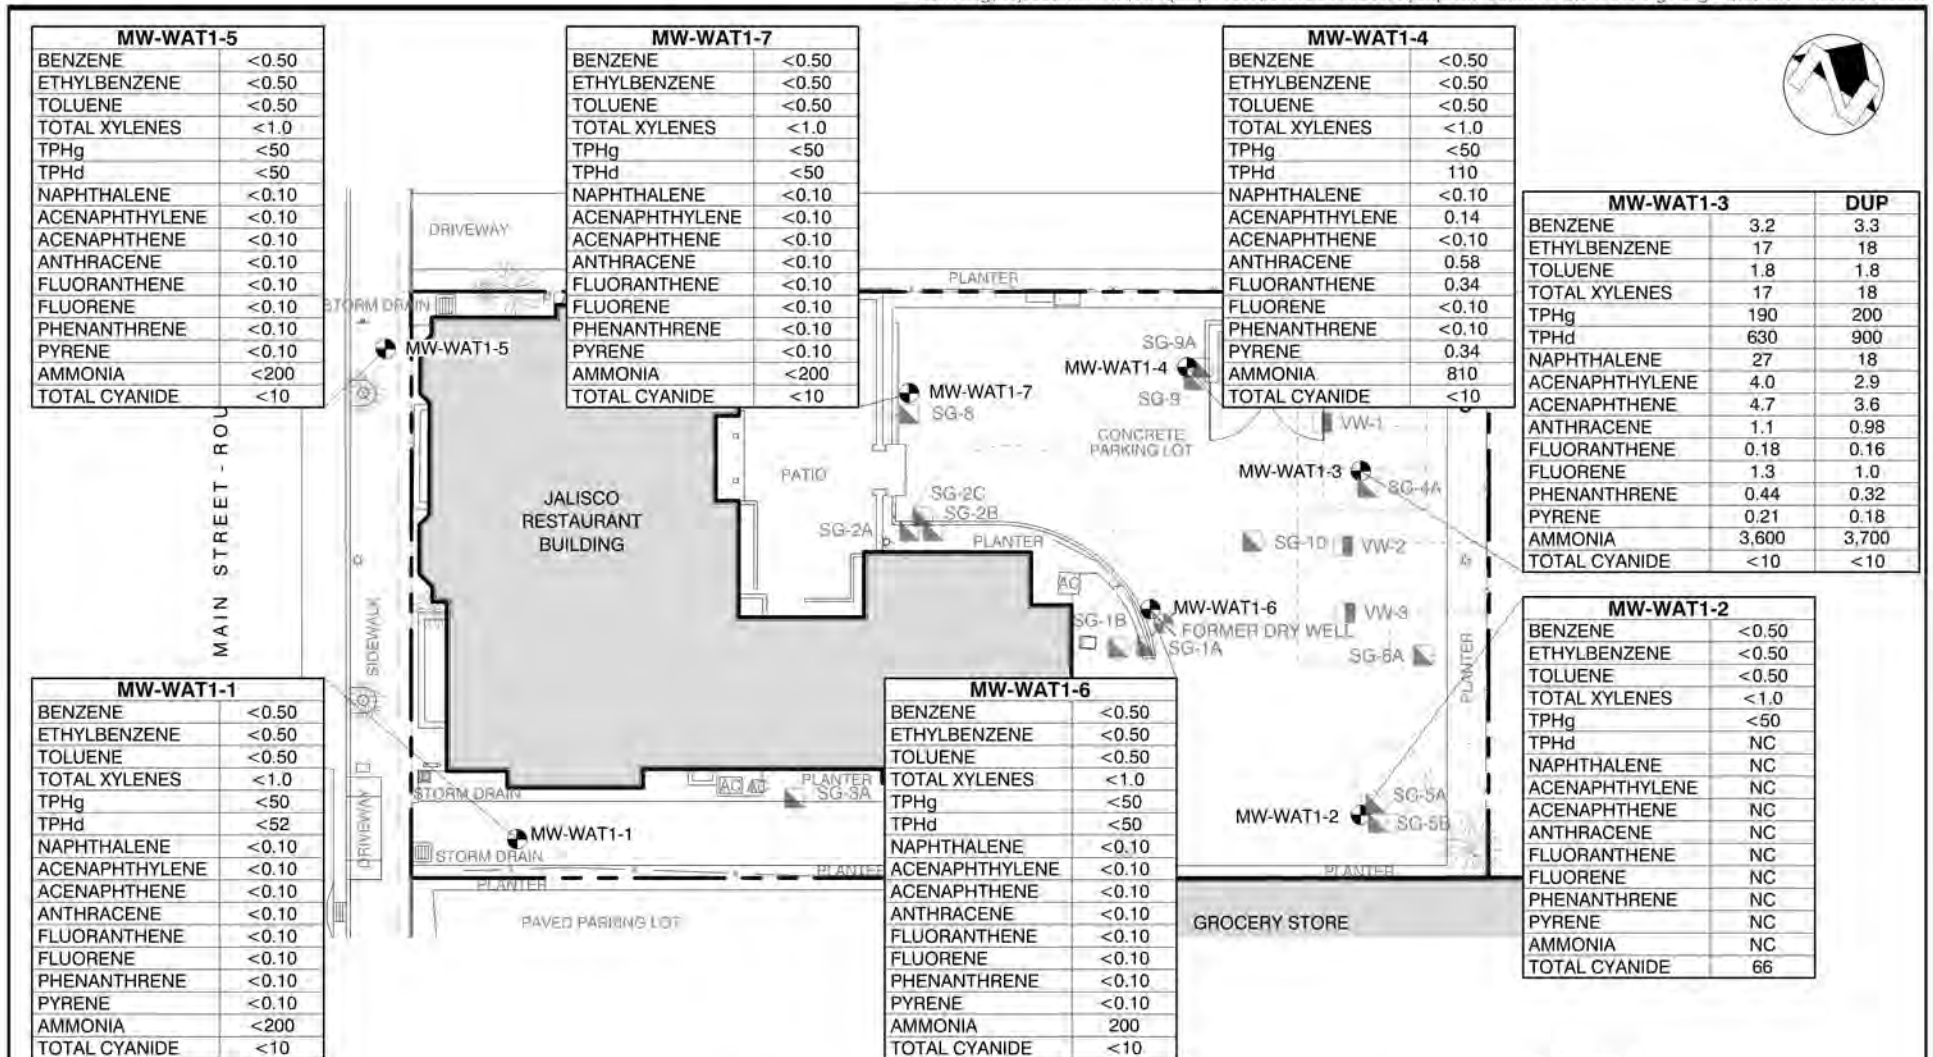 MW-WAT1-5
BENZENE <0.50
ETHYLBENZENE <0.50
TOLUENE <0.50
TOTAL XYLENES <1.0
TPHg <50
TPHd <50
NAPHTHALENE <0.10
ACENAPHTHYLENE <0.10
ACENAPHTHENE <0.10
ANTHRACENE <0.10
FLUORANTHENE <0.10
FLUORENE <0.10
PHENANTHRENE <0.10
PYRENE <0.10
AMMONIA <200
TOTAL CYANIDE <10
MW-WAT1-7
BENZENE <0.50
ETHYLBENZENE <0.50
TOLUENE <0.50
TOTAL XYLENES <1.0
TPHg <50
TPHd <50
NAPHTHALENE <0.10
ACENAPHTHYLENE <0.10
ACENAPHTHENE <0.10
ANTHRACENE <0.10
FLUORANTHENE <0.10
FLUORENE <0.10
PHENANTHRENE <0.10
PYRENE <0.10
AMMONIA <200
TOTAL CYANIDE <10
MW-WAT1-4
BENZENE <0.50
ETHYLBENZENE <0.50
TOLUENE <0.50
TOTAL XYLENES <1.0
TPHg <50
TPHd 110
NAPHTHALENE <0.10
ACENAPHTHYLENE 0.14
ACENAPHTHENE <0.10
ANTHRACENE 0.58
FLUORANTHENE 0.34
FLUORENE <0.10
PHENANTHRENE <0.10
PYRENE 0.34
AMMONIA 810
TOTAL CYANIDE <10
MW-WAT1-3 DUP
BENZENE 3.2 3.3
ETHYLBENZENE 17 18
TOLUENE 1.8 1.8
TOTAL XYLENES 17 18
TPHg 190 200
TPHd 630 900
NAPHTHALENE 27 18
ACENAPHTHYLENE 4.0 2.9
ACENAPHTHENE 4.7 3.6
ANTHRACENE 1.1 0.98
FLUORANTHENE 0.18 0.16
FLUORENE 1.3 1.0
PHENANTHRENE 0.44 0.32
PYRENE 0.21 0.18
AMMONIA 3,600 3,700
TOTAL CYANIDE <10 <10
DRIVEWAY
PLANTER
STORM DRAIN
MW-WAT1-5
MW-WAT1-7
SG-8
SG-9A
MW-WAT1-4
SG-9
VW-1
CONCRETE
PARKING LOT
MW-WAT1-3
SG-4A
PATIO
JALISCO
RESTAURANT
BUILDING
SG-2C
SG-2B
SG-2A
PLANTER
SG-10
VW-2
AC
MW-WAT1-6
FORMER DRY WELL
SG-1B
SG-1A
VW-3
SG-6A
PLANTER
MAIN STREET - ROU
SIDEWALK
MW-WAT1-1
BENZENE <0.50
ETHYLBENZENE <0.50
TOLUENE <0.50
TOTAL XYLENES <1.0
TPHg <50
TPHd <52
NAPHTHALENE <0.10
ACENAPHTHYLENE <0.10
ACENAPHTHENE <0.10
ANTHRACENE <0.10
FLUORANTHENE <0.10
FLUORENE <0.10
PHENANTHRENE <0.10
PYRENE <0.10
AMMONIA <200
TOTAL CYANIDE <10
DRIVEWAY
STORM DRAIN
AC AC
PLANTER
SG-3A
MW-WAT1-1
STORM DRAIN
PLANTER
PLANTER
PAVED PARKING LOT
MW-WAT1-6
BENZENE <0.50
ETHYLBENZENE <0.50
TOLUENE <0.50
TOTAL XYLENES <1.0
TPHg <50
TPHd <50
NAPHTHALENE <0.10
ACENAPHTHYLENE <0.10
ACENAPHTHENE <0.10
ANTHRACENE <0.10
FLUORANTHENE <0.10
FLUORENE <0.10
PHENANTHRENE <0.10
PYRENE <0.10
AMMONIA 200
TOTAL CYANIDE <10
MW-WAT1-2
SG-5A
SG-5B
PLANTER
GROCERY STORE
MW-WAT1-2
BENZENE <0.50
ETHYLBENZENE <0.50
TOLUENE <0.50
TOTAL XYLENES <1.0
TPHg <50
TPHd NC
NAPHTHALENE NC
ACENAPHTHYLENE NC
ACENAPHTHENE NC
ANTHRACENE NC
FLUORANTHENE NC
FLUORENE NC
PHENANTHRENE NC
PYRENE NC
AMMONIA NC
TOTAL CYANIDE 66